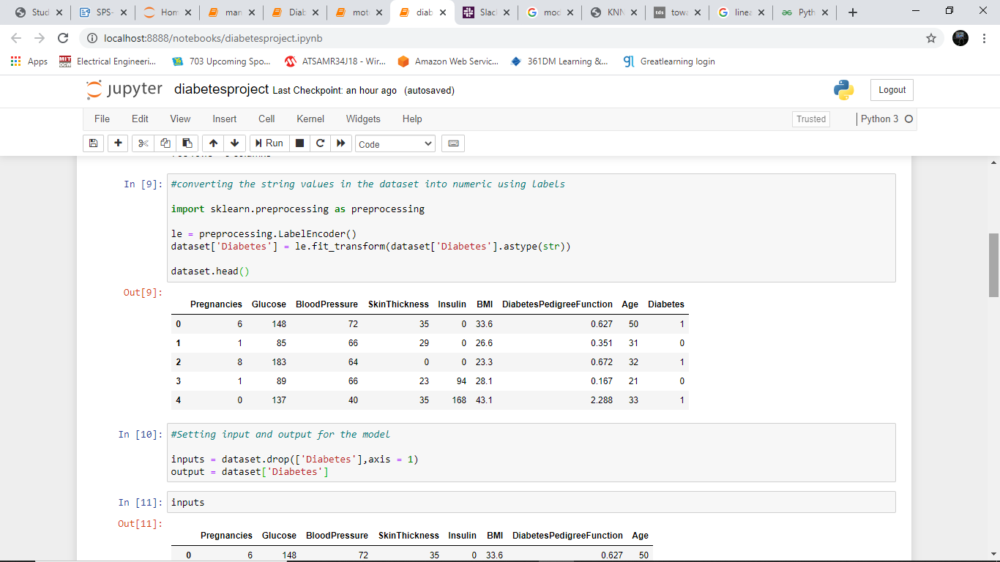 Stud SPS- Hom man Diab mot diab Slac mod KNN tds towa linea Pyth
localhost:8888/notebooks/diabetesproject.ipynb
Apps MIT OCW Electrical Engineeri... 703 Upcoming Spo... ATSAMR34J18 - Wir... Amazon Web Servic... 361DM Learning &... gl Greatlearning login
jupyter diabetesproject Last Checkpoint: an hour ago (autosaved) Logout
File Edit View Insert Cell Kernel Widgets Help Trusted Python 3
Run Code
In [9]: #converting the string values in the dataset into numeric using labels
import sklearn.preprocessing as preprocessing
le = preprocessing.LabelEncoder()
dataset['Diabetes'] = le.fit_transform(dataset['Diabetes'].astype(str))
dataset.head()
Out[9]:
Pregnancies Glucose BloodPressure SkinThickness Insulin BMI DiabetesPedigreeFunction Age Diabetes
0 6 148 72 35 0 33.6 0.627 50 1
1 1 85 66 29 0 26.6 0.351 31 0
2 8 183 64 0 0 23.3 0.672 32 1
3 1 89 66 23 94 28.1 0.167 21 0
4 0 137 40 35 168 43.1 2.288 33 1
In [10]: #Setting input and output for the model
inputs = dataset.drop(['Diabetes'],axis = 1)
output = dataset['Diabetes']
In [11]: inputs
Out[11]:
Pregnancies Glucose BloodPressure SkinThickness Insulin BMI DiabetesPedigreeFunction Age
0 6 148 72 35 0 33.6 0.627 50